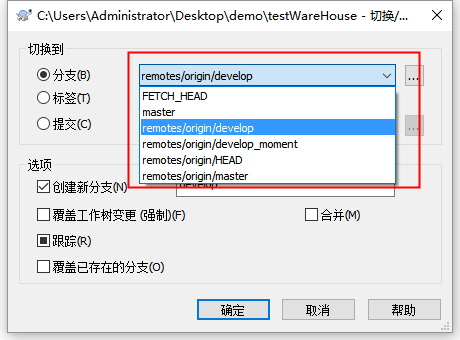 C:\Users\Administrator\Desktop\demo\testWareHouse - 切换/...
切换到
分支(B)
remotes/origin/develop
...
FETCH_HEAD
标签(T)
master
remotes/origin/develop
提交(C)
...
remotes/origin/develop_moment
remotes/origin/HEAD
选项
remotes/origin/master
创建新分支(N)
develop
覆盖工作树变更 (强制)(F)
合并(M)
跟踪(R)
覆盖已存在的分支(O)
确定
取消
帮助